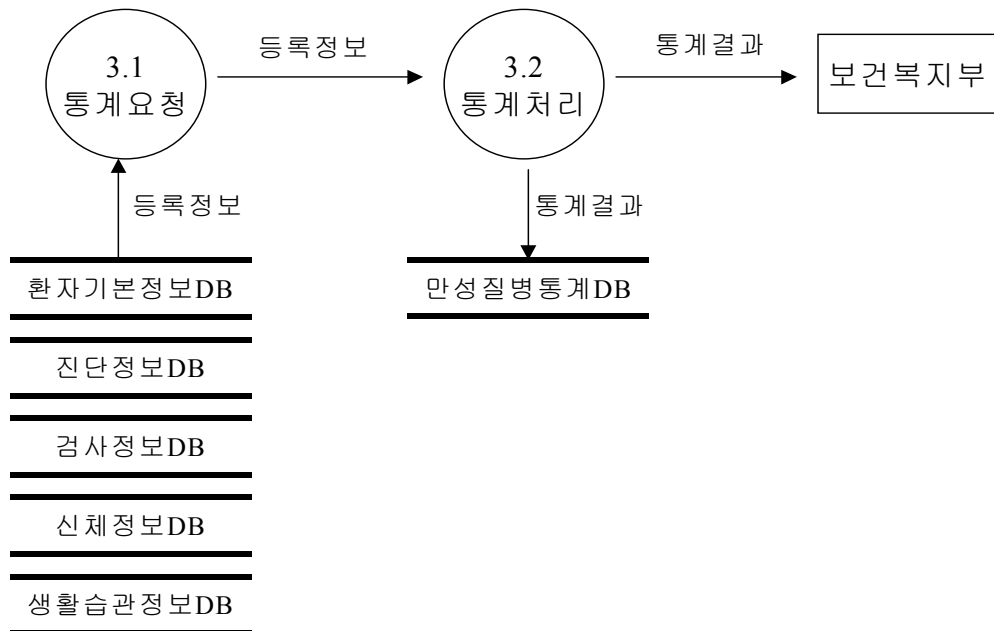 3.1
통계요청
등록정보
3.2
통계처리
통계결과
보건복지부
등록정보
통계결과
환자기본정보DB
만성질병통계DB
진단정보DB
검사정보DB
신체정보DB
생활습관정보DB